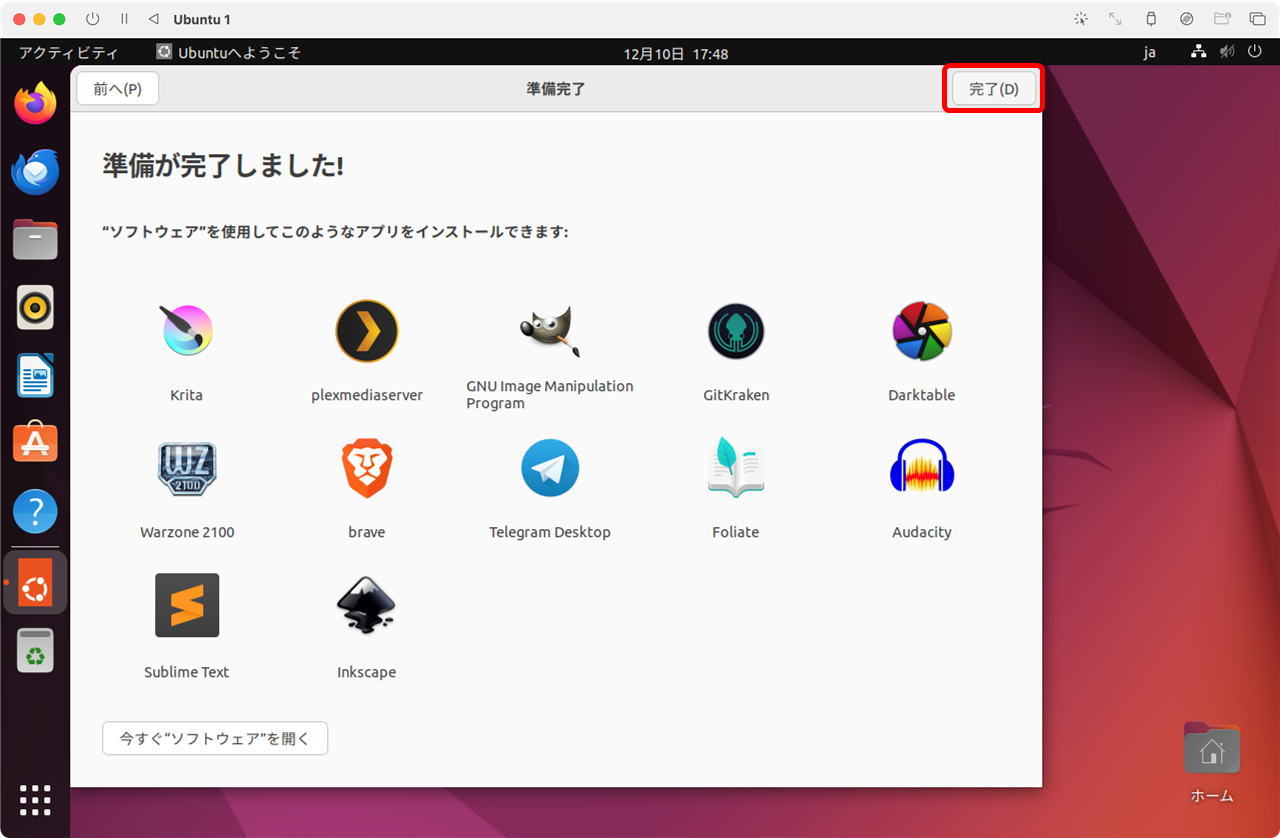 Ubuntu 1
アクティビティ
Ubuntuへようこそ
12月10日 17:48
ja
前へ(P)
準備完了
完了(D)
準備が完了しました!
“ソフトウェア”を使用してこのようなアプリをインストールできます:
Krita
plexmediaserver
GNU Image Manipulation
Program
GitKraken
Darktable
WZ
2100
Warzone 2100
brave
Telegram Desktop
Foliate
Audacity
Sublime Text
Inkscape
今すぐ“ソフトウェア”を開く
ホーム